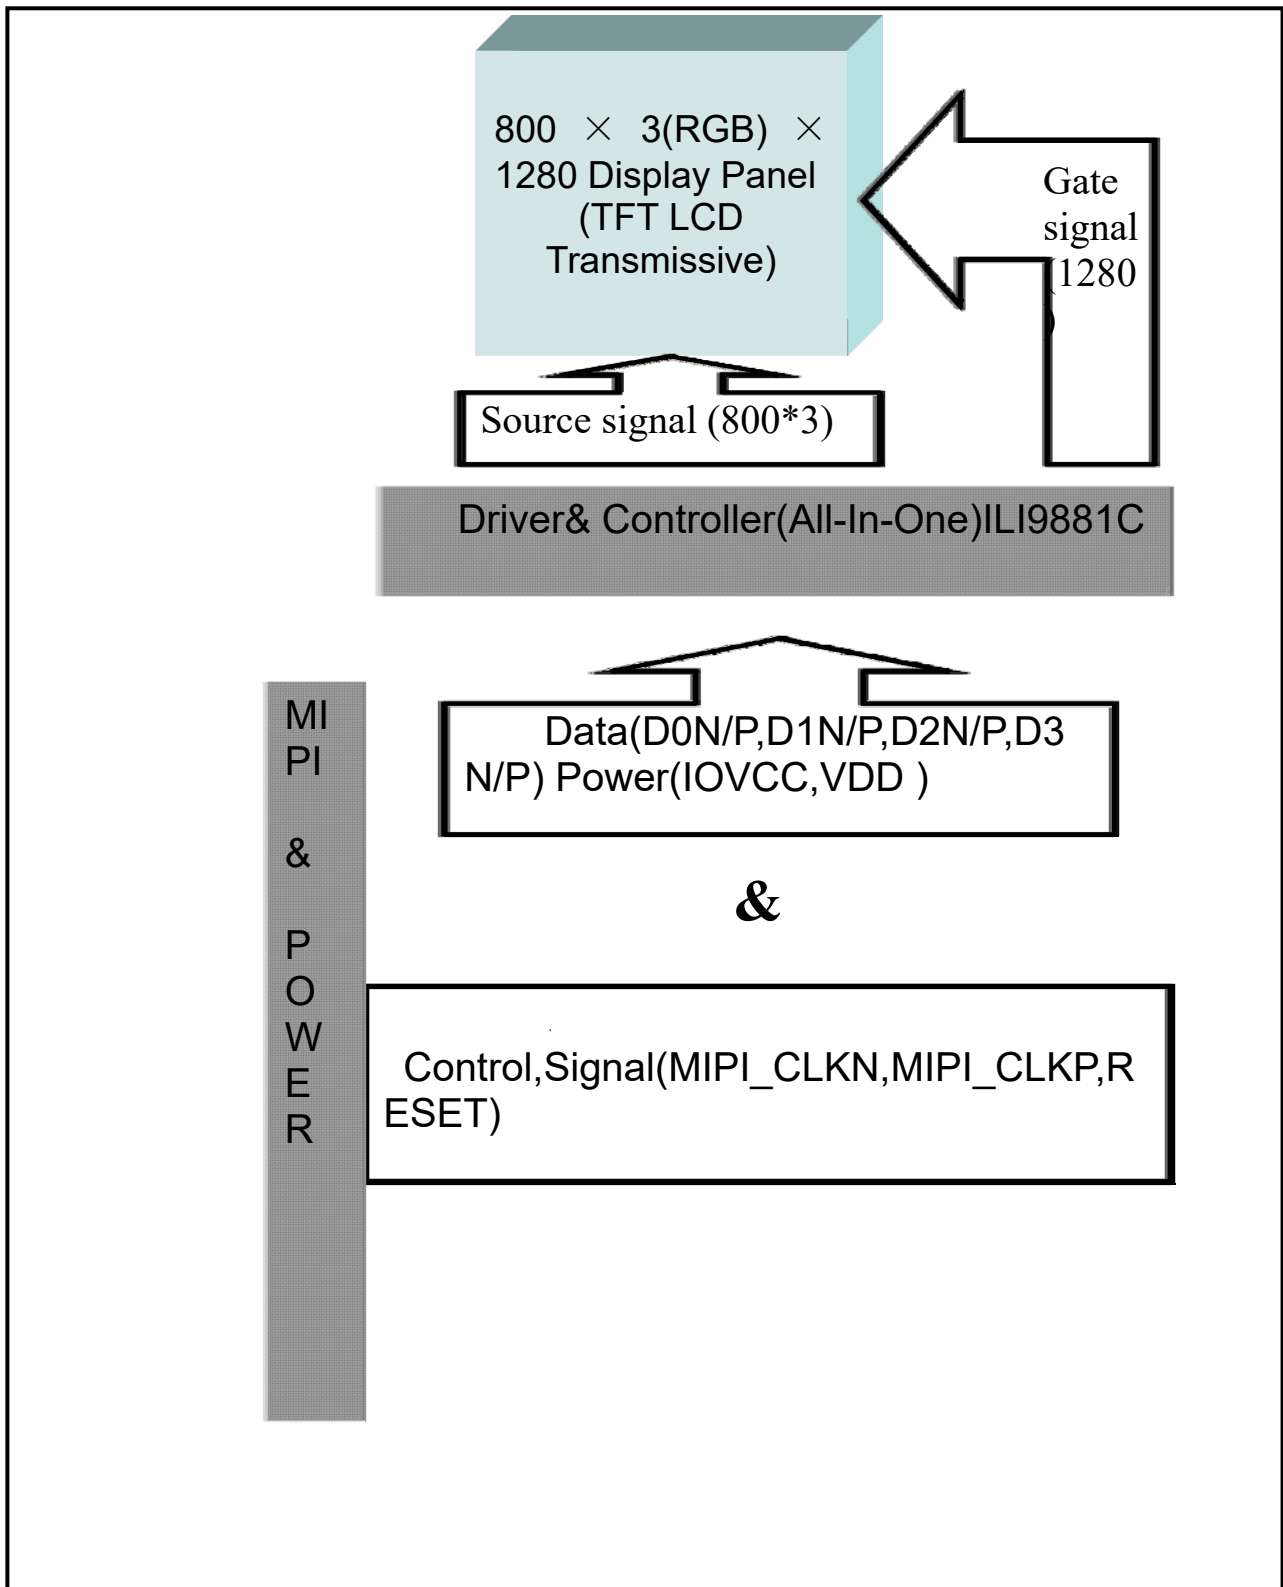 800 × 3(RGB) ×
1280 Display Panel
(TFT LCD
Transmissive)
Gate
signal
(1280
)
Source signal (800*3)
Driver& Controller(All-In-One)ILI9881C
MI
PI
&
P
O
W
E
R
Data(D0N/P,D1N/P,D2N/P,D3
N/P) Power(IOVCC,VDD )
&
Control,Signal(MIPI_CLKN,MIPI_CLKP,R
ESET)